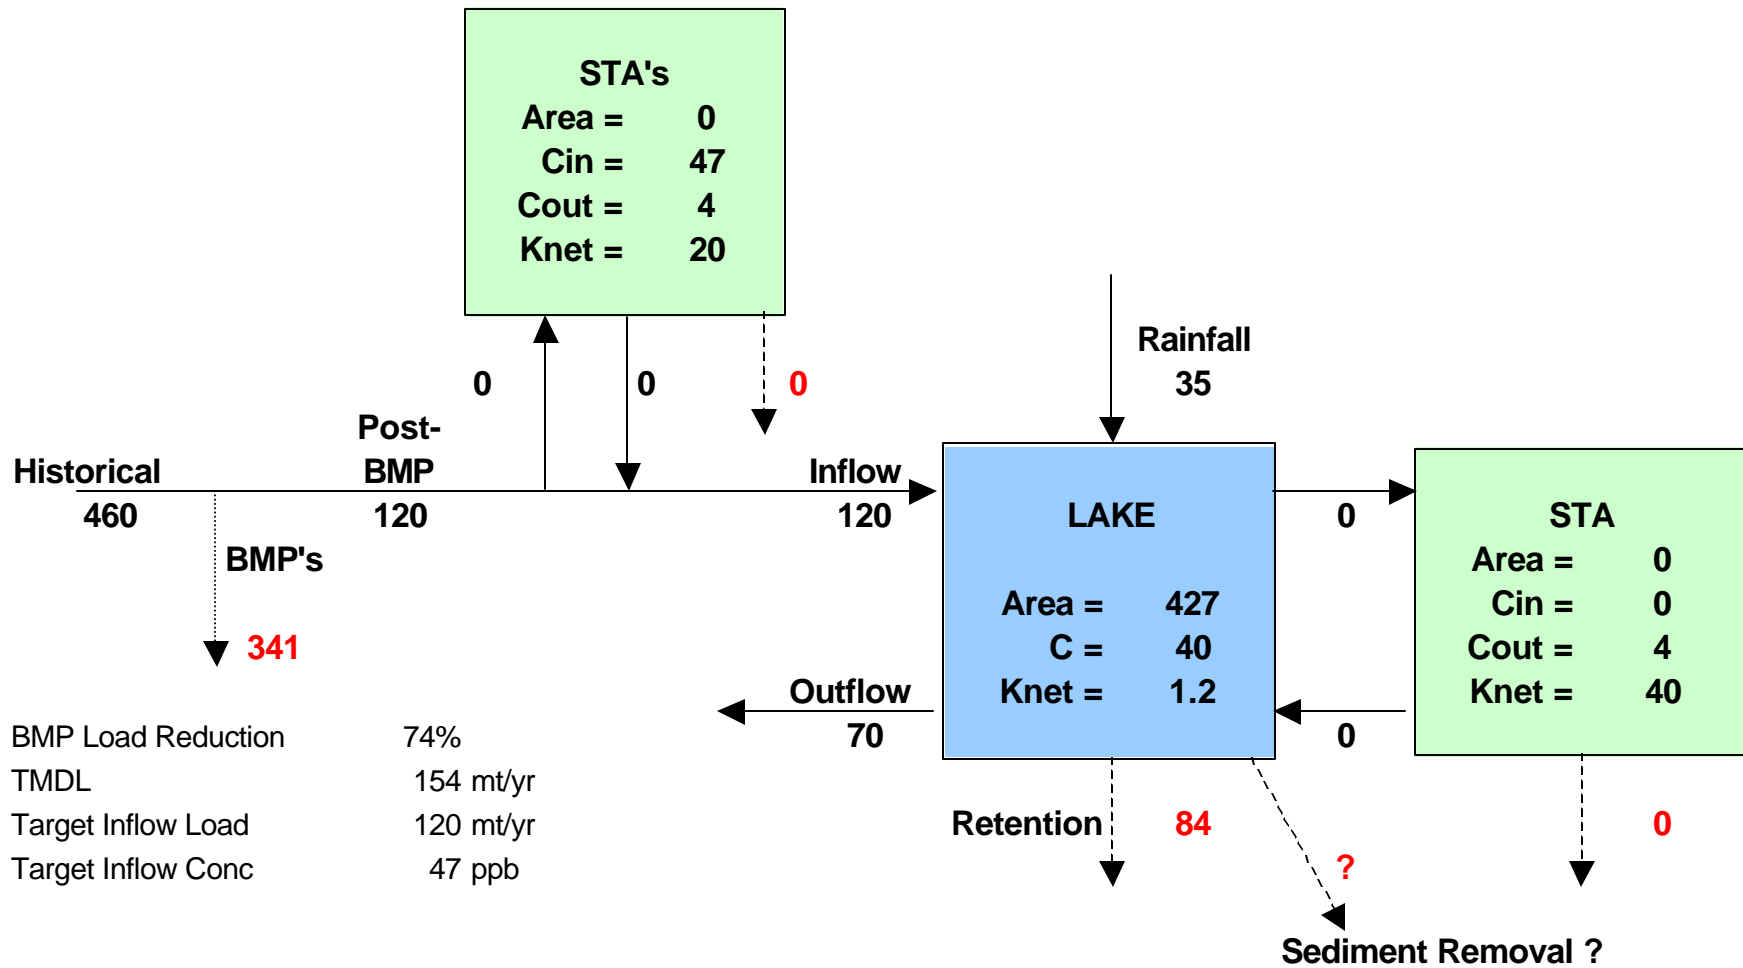 STA's
Area = 0
Cin = 47
Cout = 4
Knet = 20
0 0 0
Rainfall
35
Post-
Historical BMP Inflow
460 120 120
BMP's
341
LAKE
Area = 427
C = 40
Knet = 1.2
0
STA
Area = 0
Cin = 0
Cout = 4
Knet = 40
0
Outflow
70
BMP Load Reduction 74%
TMDL 154 mt/yr
Target Inflow Load 120 mt/yr
Target Inflow Conc 47 ppb
Retention 84
?
0
Sediment Removal ?